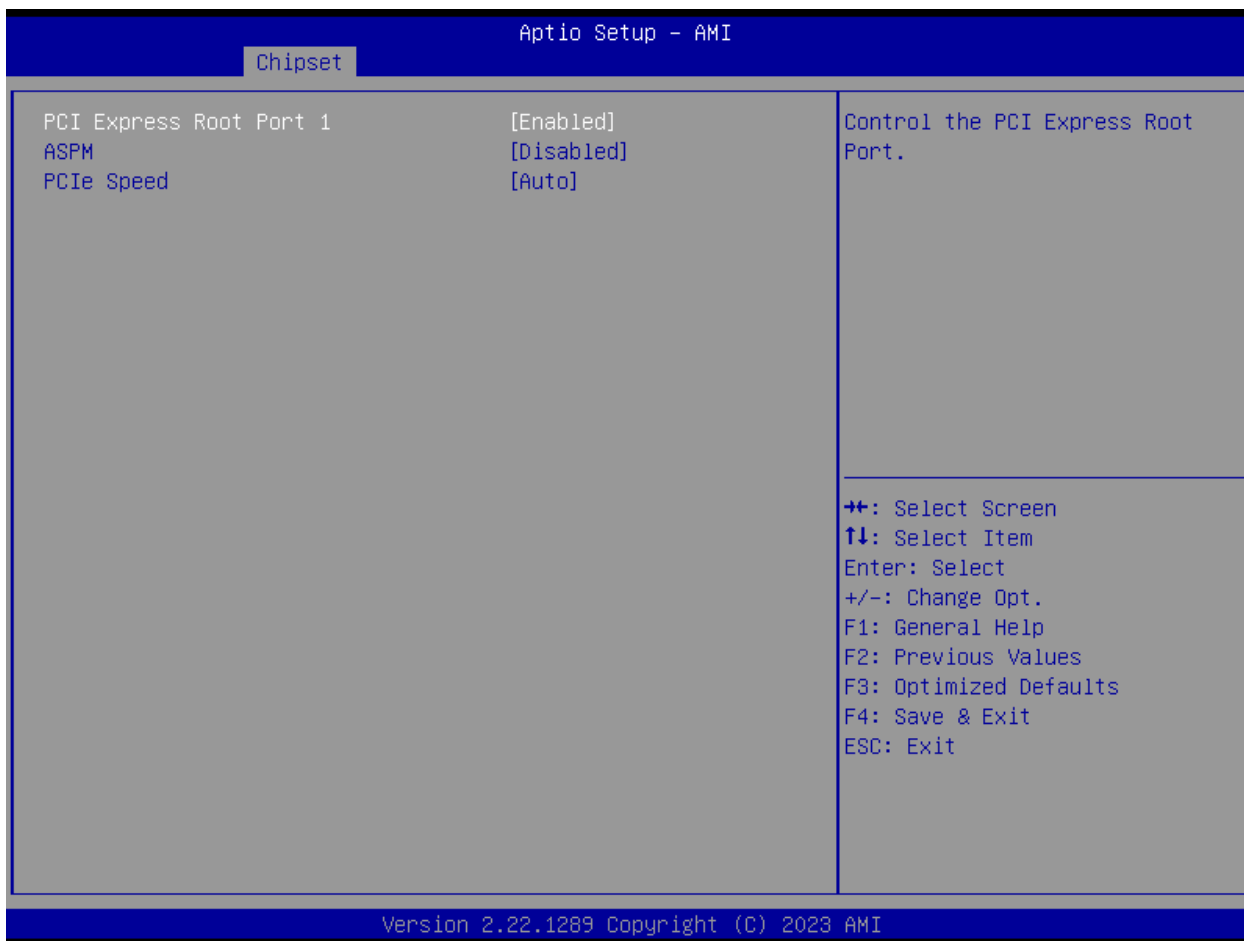 Aptio Setup – AMI
Chipset
PCI Express Root Port 1 [Enabled]
ASPM [Disabled]
PCIe Speed [Auto]
Control the PCI Express Root
Port.
→←: Select Screen
↑↓: Select Item
Enter: Select
+/-: Change Opt.
F1: General Help
F2: Previous Values
F3: Optimized Defaults
F4: Save & Exit
ESC: Exit
Version 2.22.1289 Copyright (C) 2023 AMI